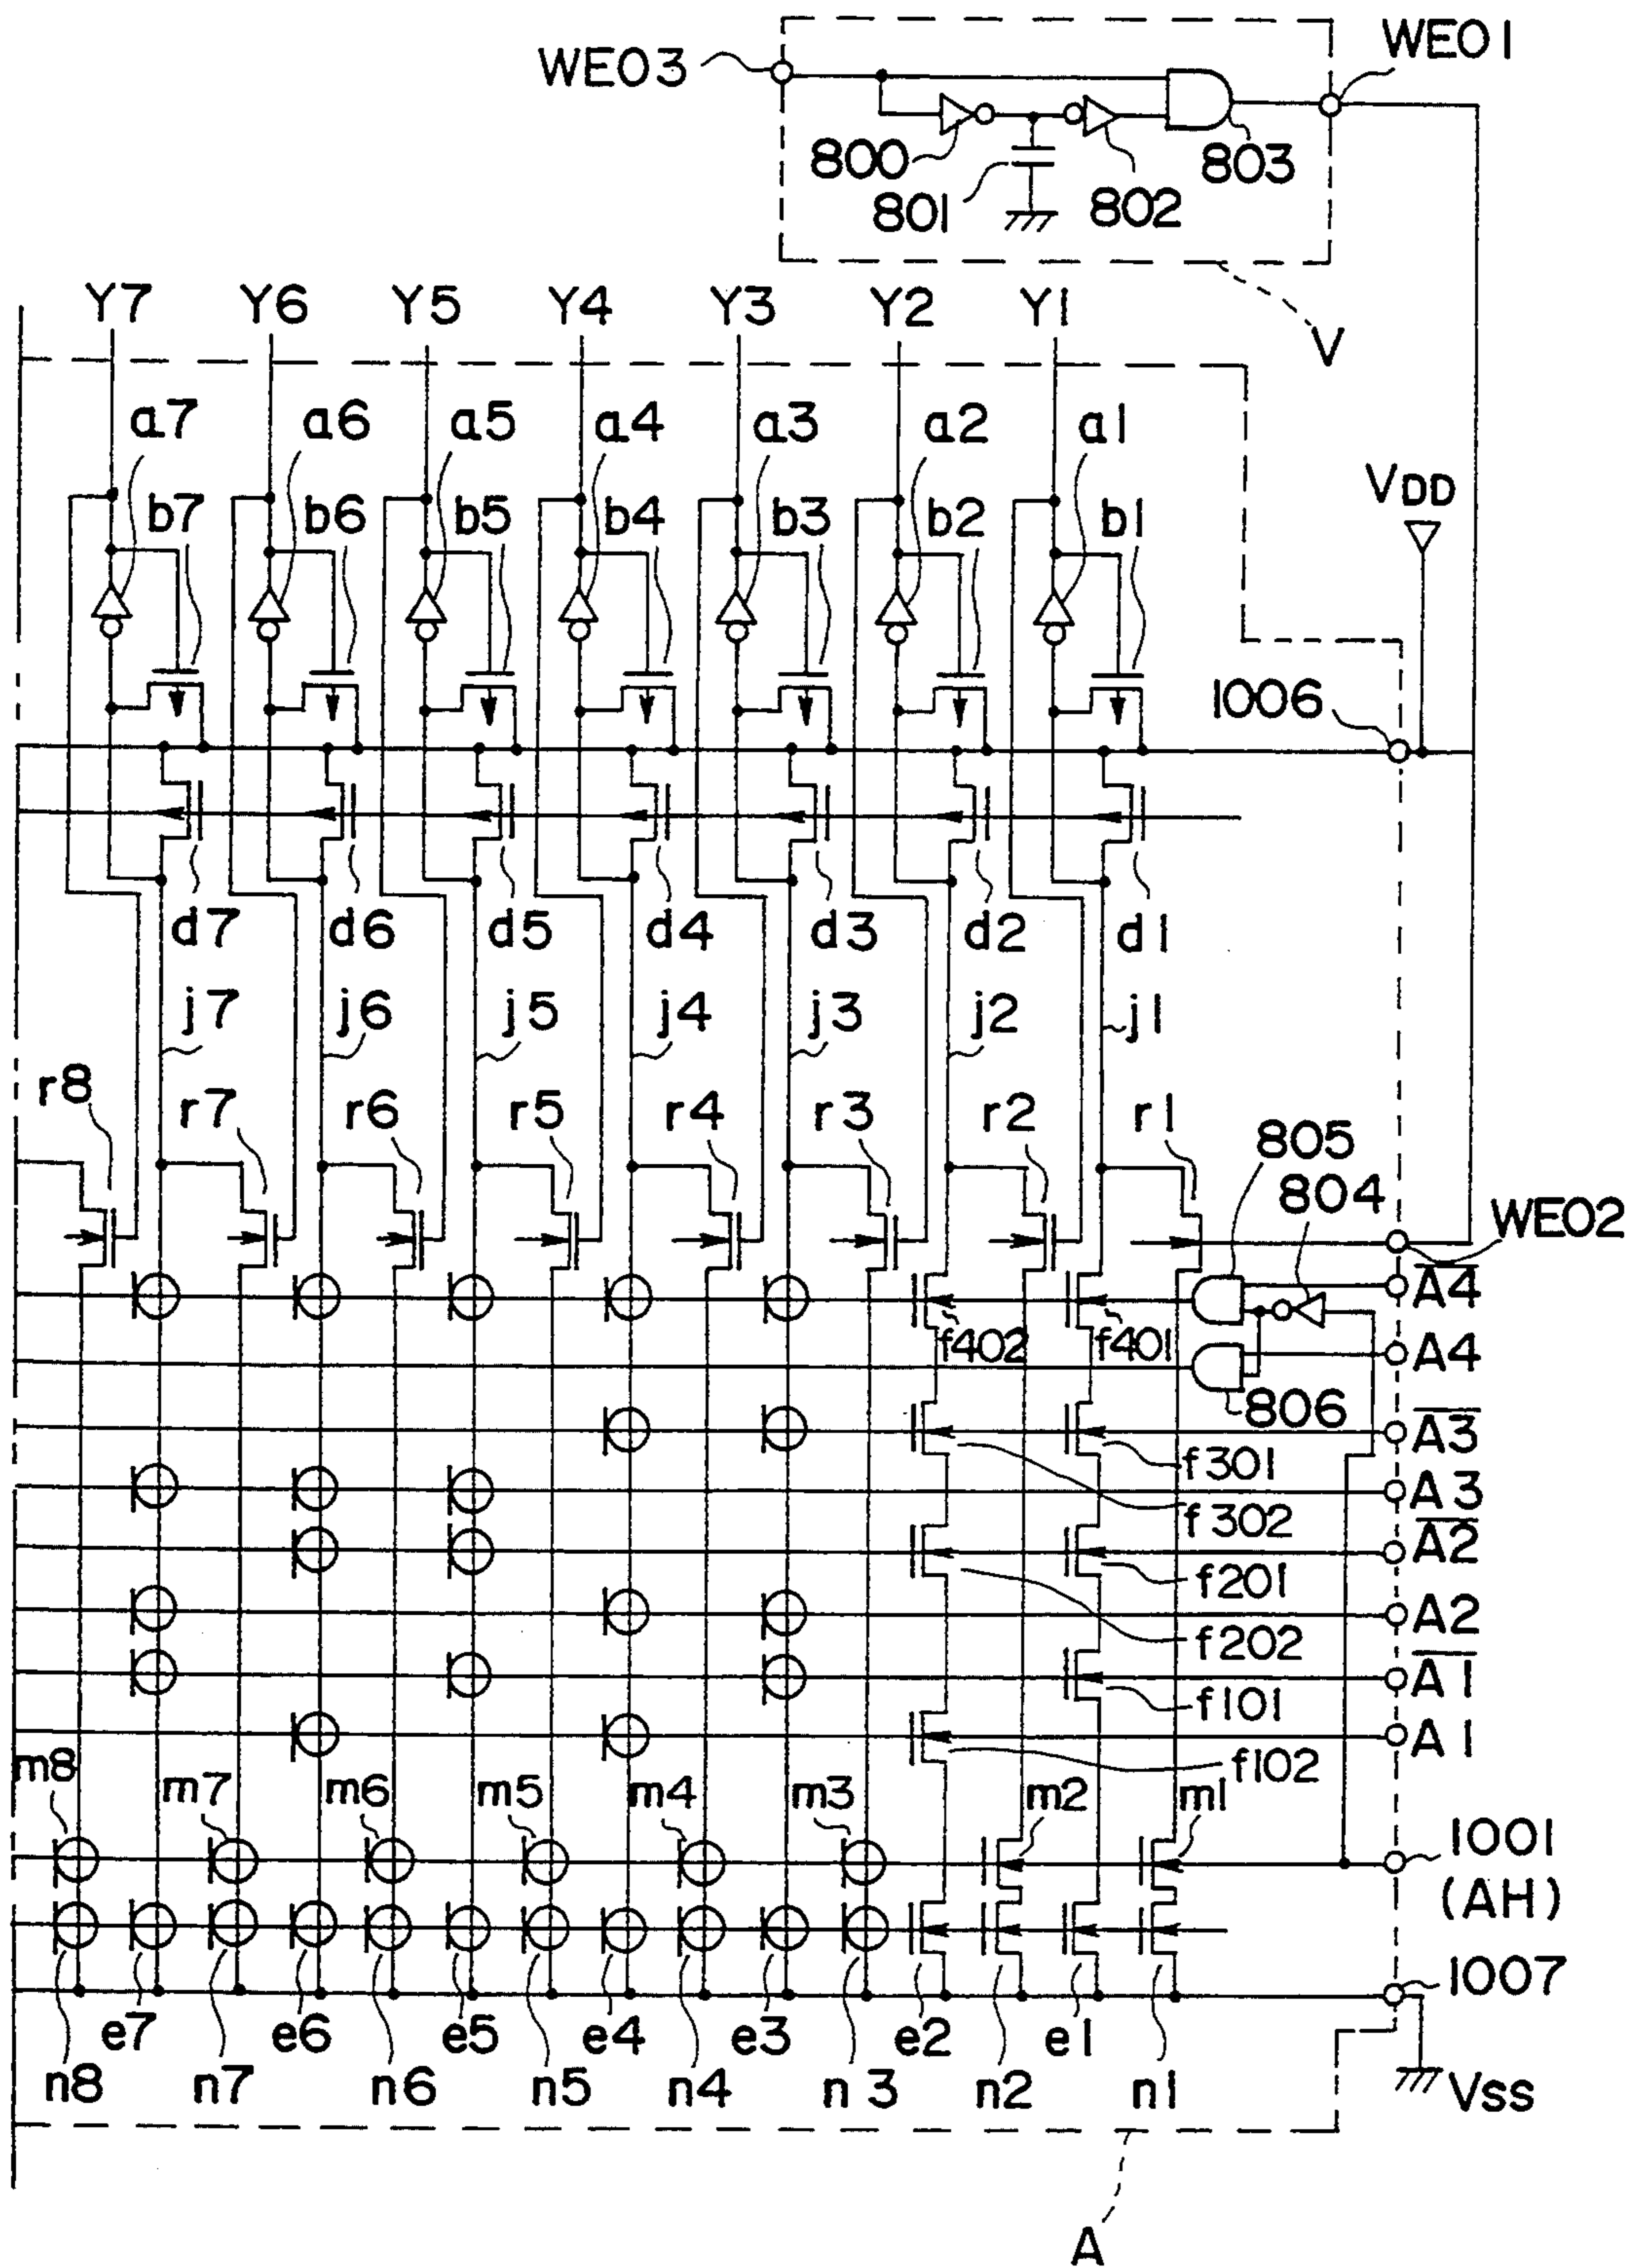 WE03
WE01
800
801
802
803
V
Y7 Y6 Y5 Y4 Y3 Y2 Y1
a7 a6 a5 a4 a3 a2 a1
VDD
b7 b6 b5 b4 b3 b2 b1
1006
d7 d6 d5 d4 d3 d2 d1
j7 j6 j5 j4 j3 j2 j1
r8 r7 r6 r5 r4 r3 r2 r1
805
804
WE02
A̅4̅
f402 f401
A4
806
A̅3̅
f301
A3
f302
A̅2̅
f201
A2
f202
A̅1̅
f101
A1
f102
m8 m7 m6 m5 m4 m3 m2 m1
1001
(AH)
1007
e7 e6 e5 e4 e3 e2 e1
n8 n7 n6 n5 n4 n3 n2 n1
VSS
A